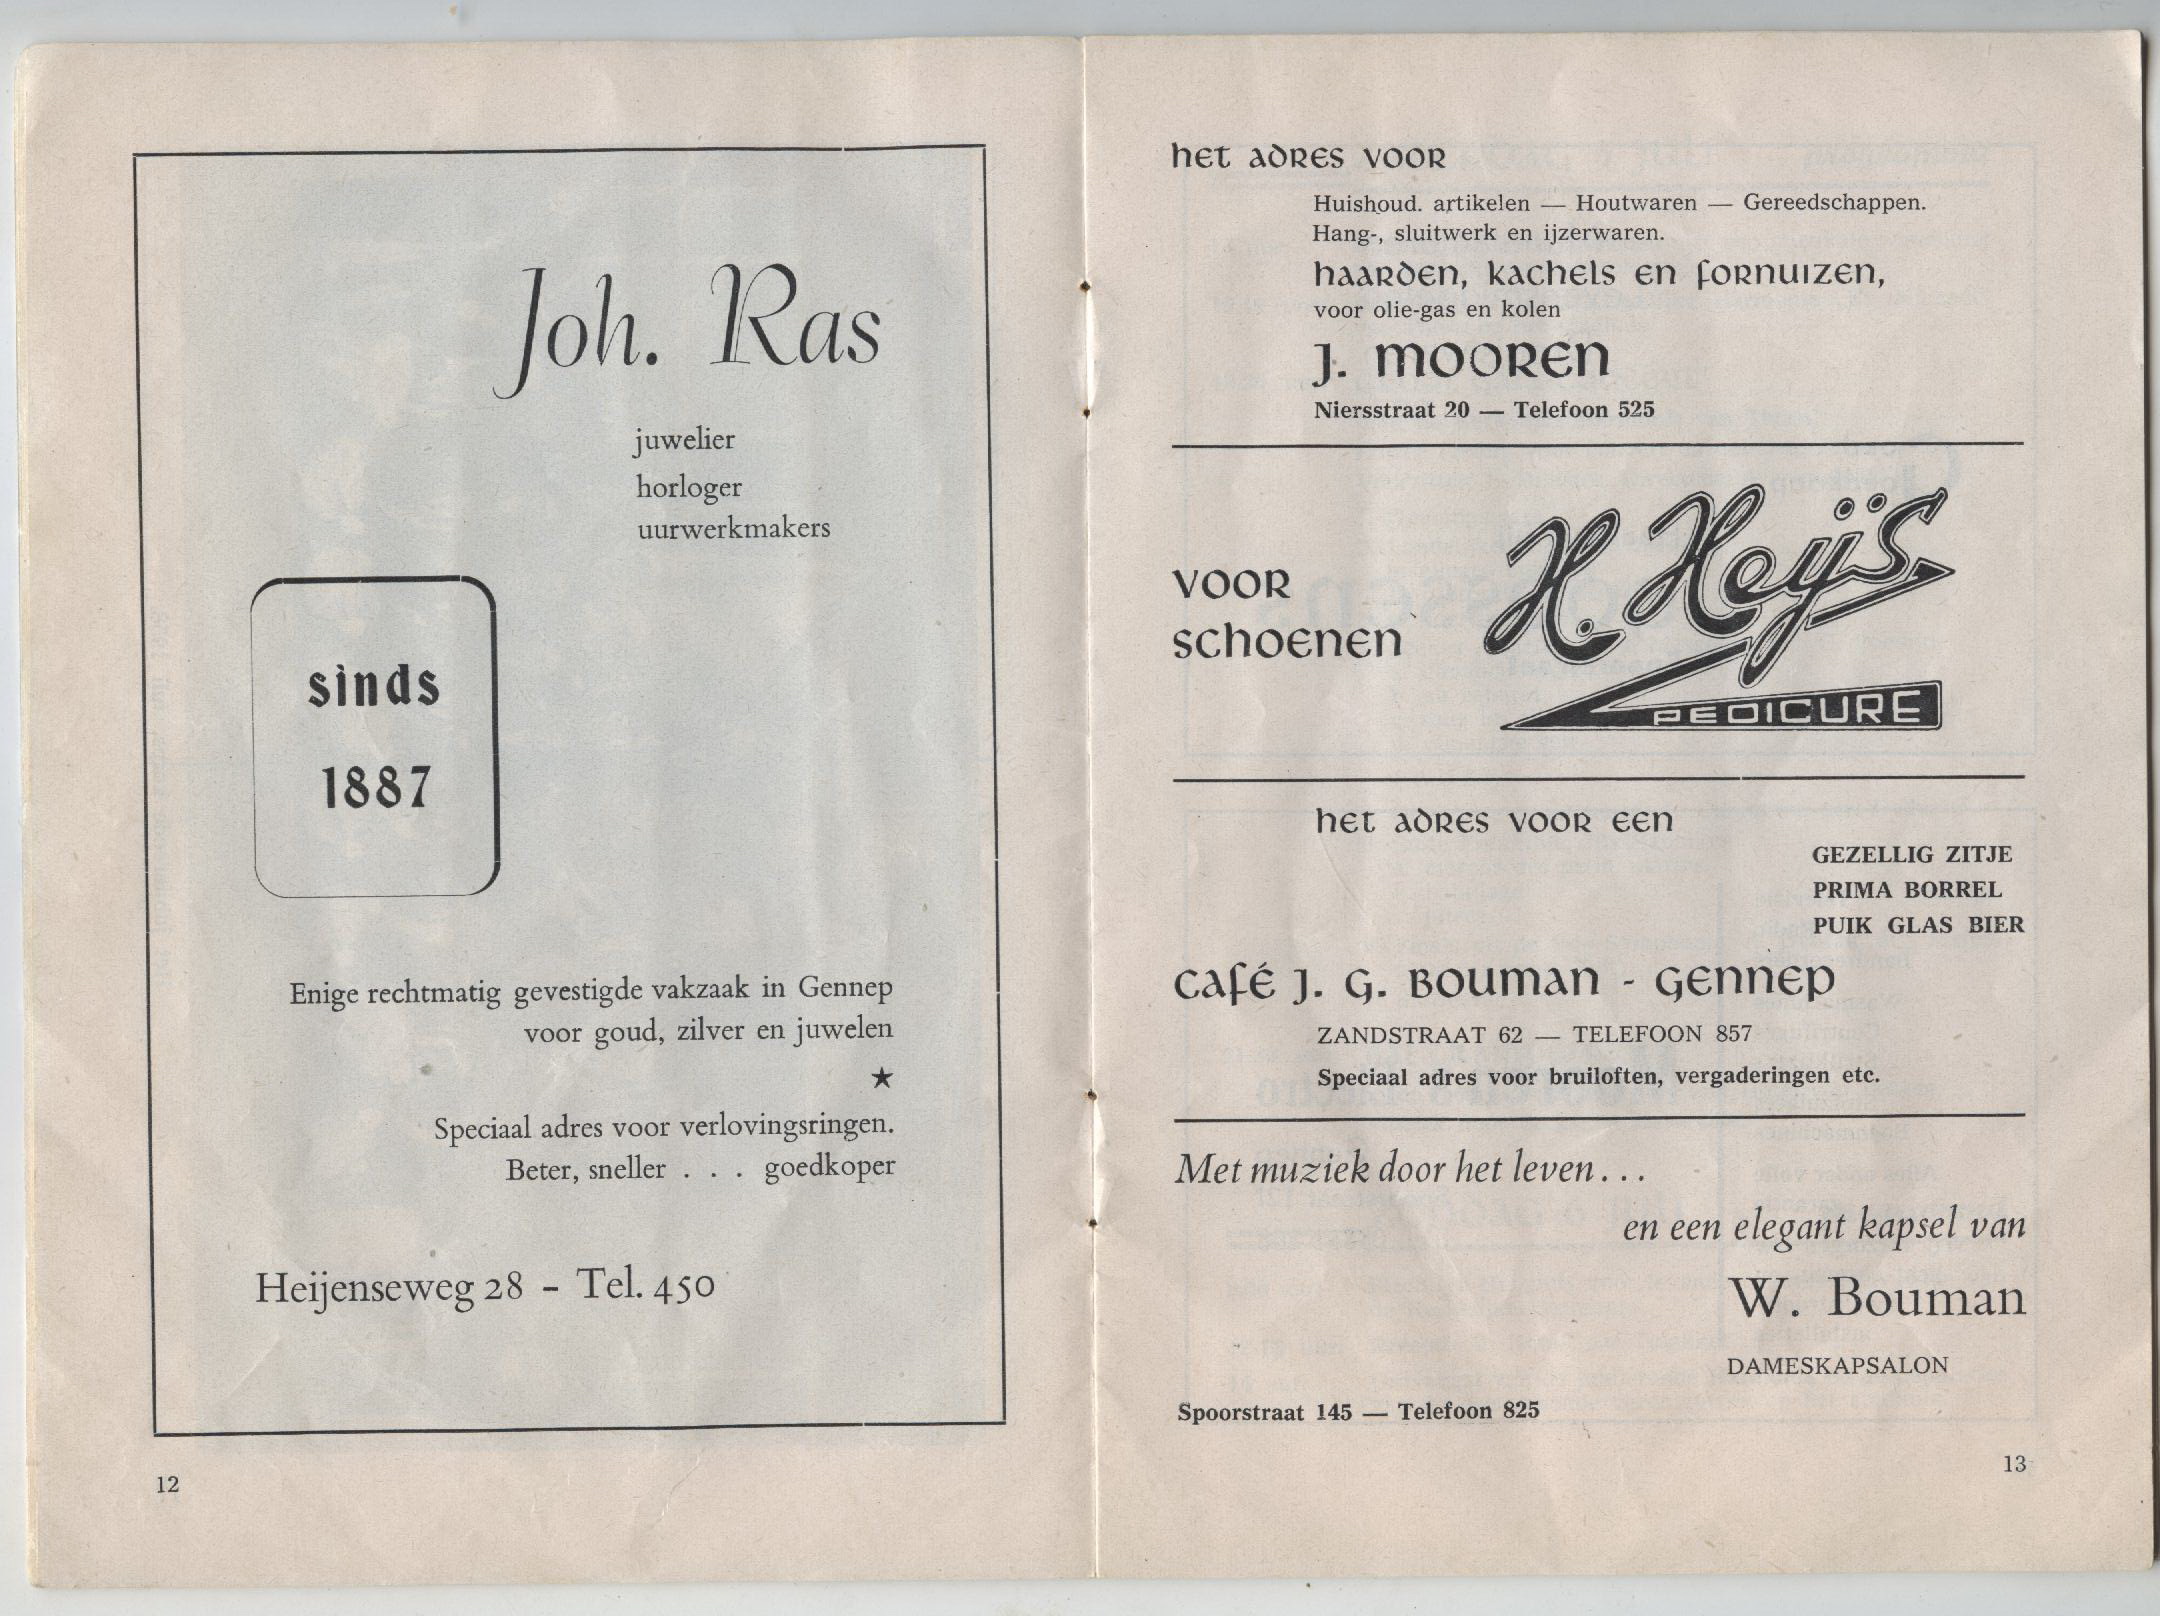 Joh. Ras
juwelier
horloger
uurwerkmakers
sinds
1887
Enige rechtmatig gevestigde vakzaak in Gennep
voor goud, zilver en juwelen
★
Speciaal adres voor verlovingsringen.
Beter, sneller . . . goedkoper
Heijenseweg 28 - Tel. 450
12
het adres voor
Huishoud. artikelen — Houtwaren — Gereedschappen.
Hang-, sluitwerk en ijzerwaren.
haarden, kachels en fornuizen,
voor olie-gas en kolen
J. MOOREN
Niersstraat 20 — Telefoon 525
VOOR
SCHOENEN
H. Heÿs
PEDICURE
het adres voor een
GEZELLIG ZITJE
PRIMA BORREL
PUIK GLAS BIER
café J. G. Bouman - Gennep
ZANDSTRAAT 62 — TELEFOON 857
Speciaal adres voor bruiloften, vergaderingen etc.
Met muziek door het leven . . .
en een elegant kapsel van
W. Bouman
DAMESKAPSALON
Spoorstraat 145 — Telefoon 825
13